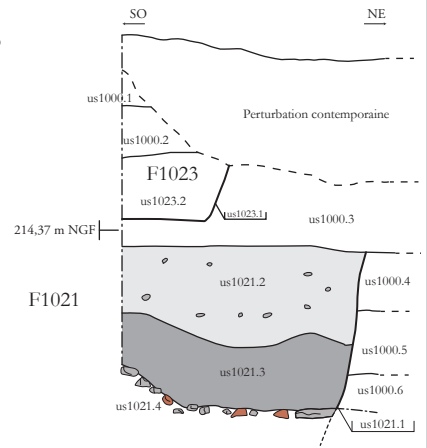 SO
NE
us1000.1
Perturbation contemporaine
us1000.2
F1023
us1023.2
us1023.1
us1000.3
214,37 m NGF
us1021.2
us1000.4
F1021
us1000.5
us1021.3
us1000.6
us1021.4
us1021.1